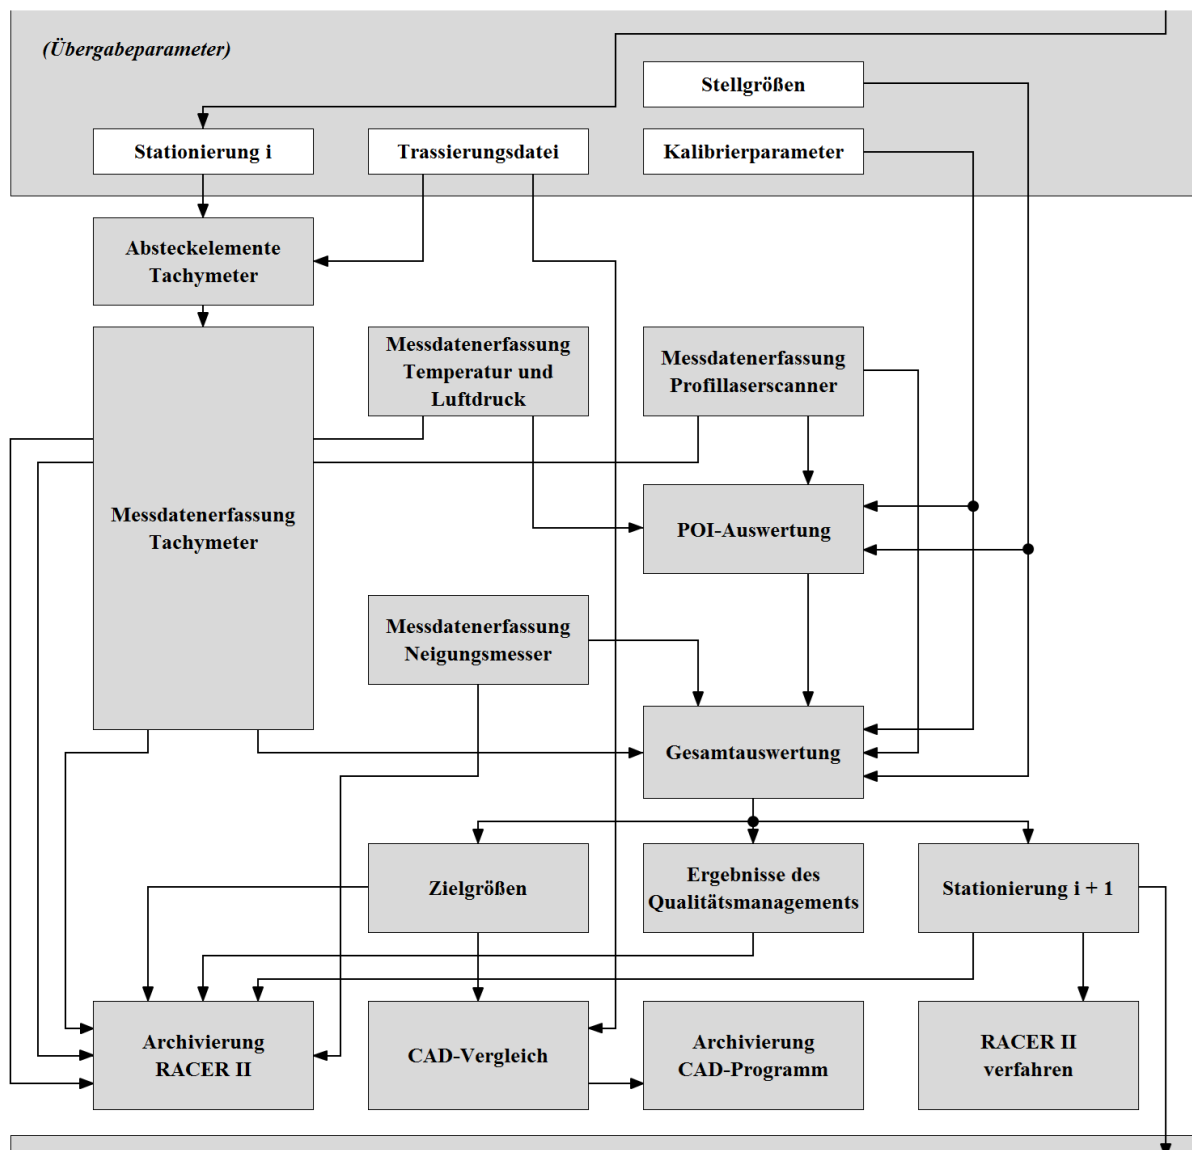 (Übergabeparameter)
Stellgrößen
Stationierung i
Trassierungsdatei
Kalibrierparameter
Absteckelemente
Tachymeter
Messdatenerfassung
Temperatur und
Luftdruck
Messdatenerfassung
Profillaserscanner
Messdatenerfassung
Tachymeter
POI-Auswertung
Messdatenerfassung
Neigungsmesser
Gesamtauswertung
Zielgrößen
Ergebnisse des
Qualitätsmanagements
Stationierung i + 1
Archivierung
RACER II
CAD-Vergleich
Archivierung
CAD-Programm
RACER II
verfahren